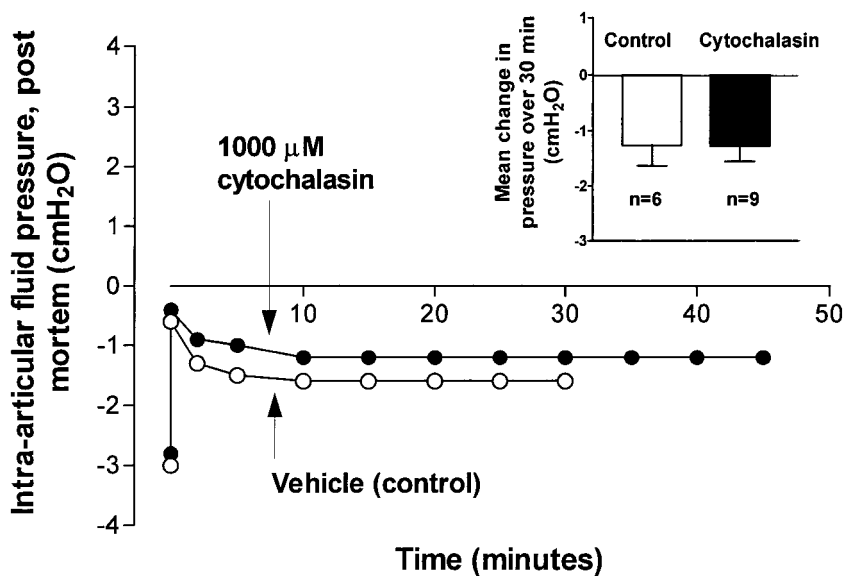 Intra-articular fluid pressure, post
mortem (cmH2O)
4
3
2
1
0
-1
-2
-3
-4
1000 μM
cytochalasin
10
20
30
40
50
Vehicle (control)
Time (minutes)
Mean change in
pressure over 30 min
(cmH2O)
1
0
-1
-2
-3
Control
Cytochalasin
n=6
n=9